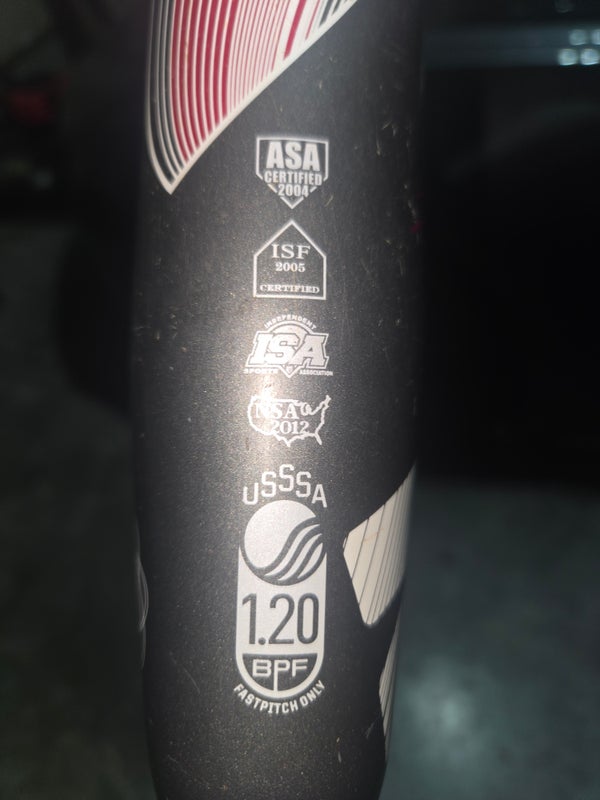 ASA
CERTIFIED
2004
ISF
2005
CERTIFIED
INDEPENDENT
ISA
SPORTS ASSOCIATION
NSA
2012
USSSA
1.20
BPF
FASTPITCH ONLY